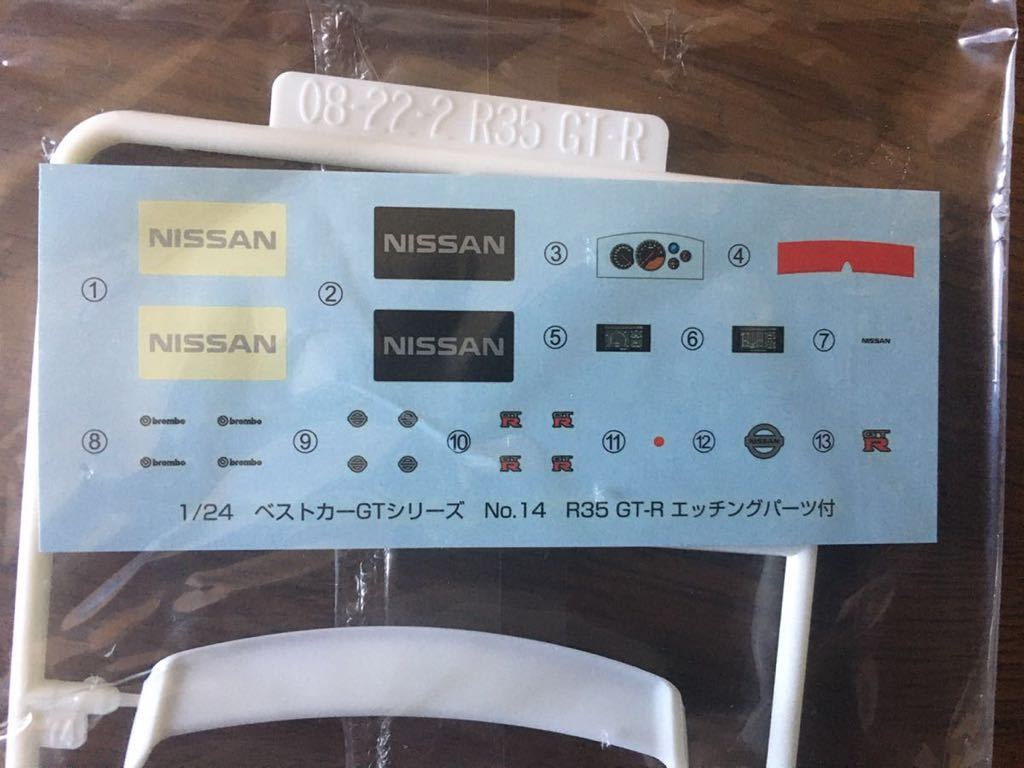 08-22-2 R35 GT-R
NISSAN NISSAN ③ ④
① ②
NISSAN NISSAN ⑤ ⑥ ⑦ NISSAN
brembo brembo GT R GT R
⑧ ⑨ ⑩ ⑪ ⑫ NISSAN ⑬ GT R
brembo brembo GT R GT R
1/24 ベストカーGTシリーズ No.14 R35 GT-R エッチングパーツ付